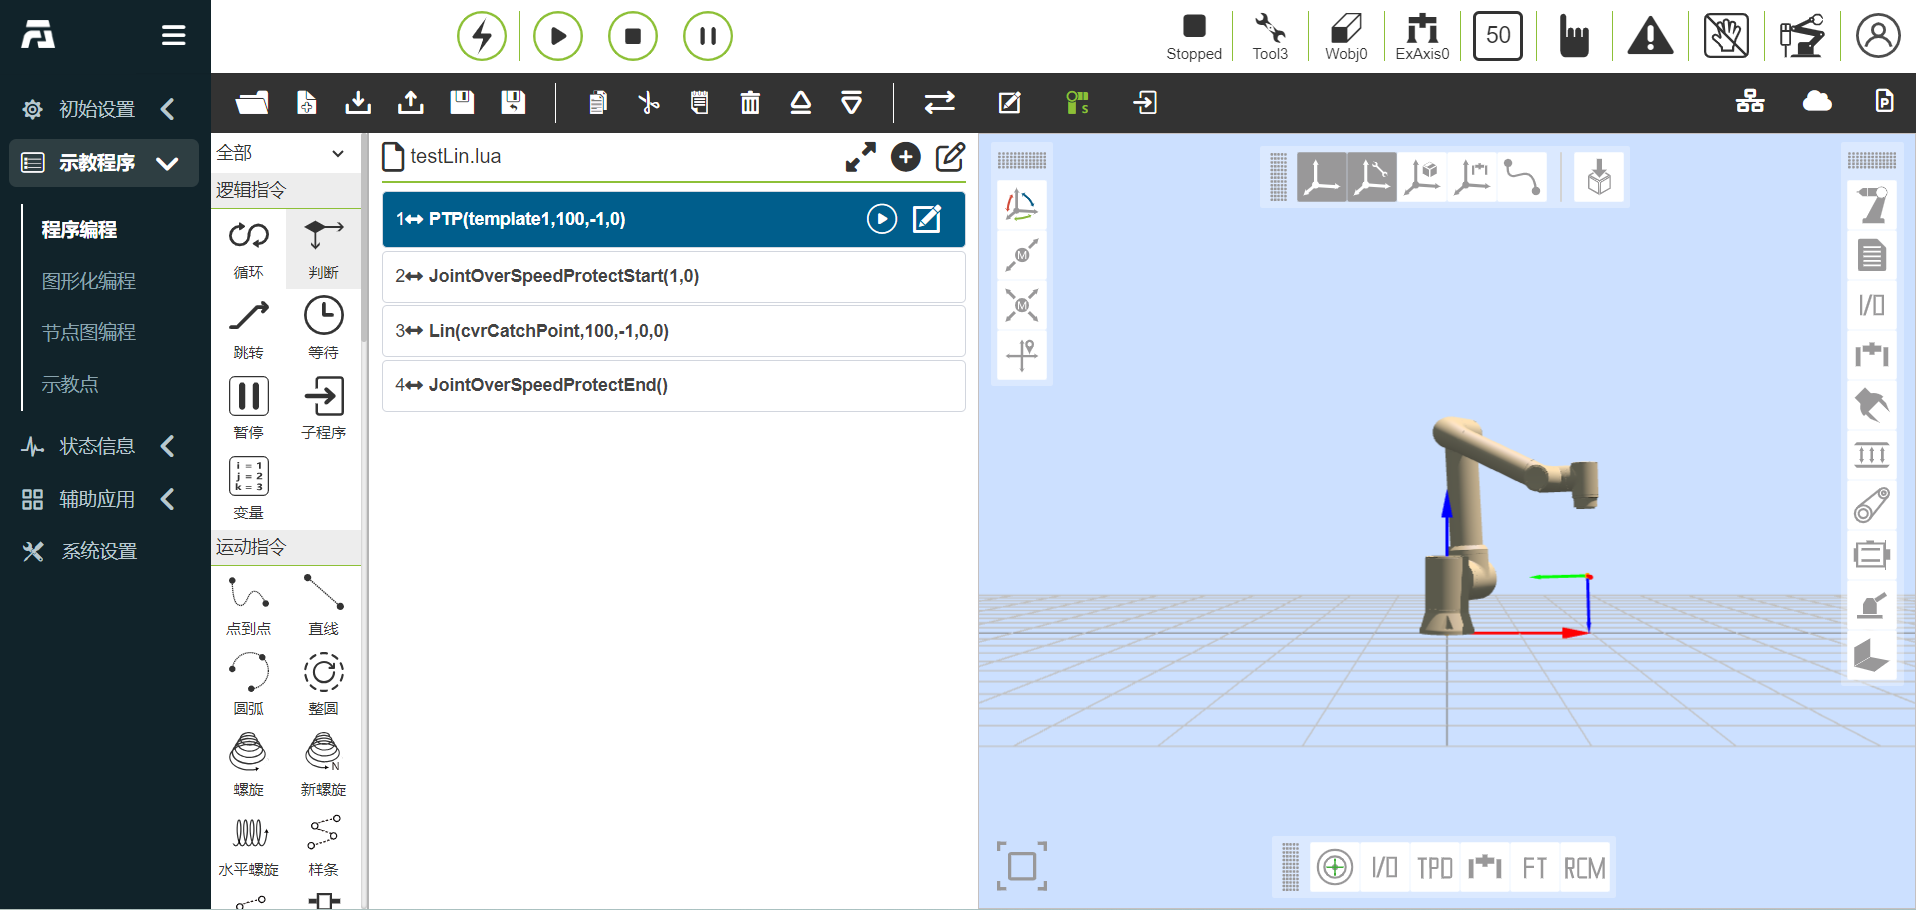 Stopped
Tool3
Wobj0
ExAxis0
50
初始设置
示教程序
程序编程
图形化编程
节点图编程
示教点
状态信息
辅助应用
系统设置
S
P
全部
逻辑指令
循环
判断
跳转
等待
暂停
子程序
i = 1
j = 2
k = 3
变量
运动指令
点到点
直线
圆弧
整圆
N
螺旋
新螺旋
水平螺旋
样条
testLin.lua
1 PTP(template1,100,-1,0)
2 JointOverSpeedProtectStart(1,0)
3 Lin(cvrCatchPoint,100,-1,0,0)
4 JointOverSpeedProtectEnd()
M
M
I/O
I/O
TPD
FT
RCM